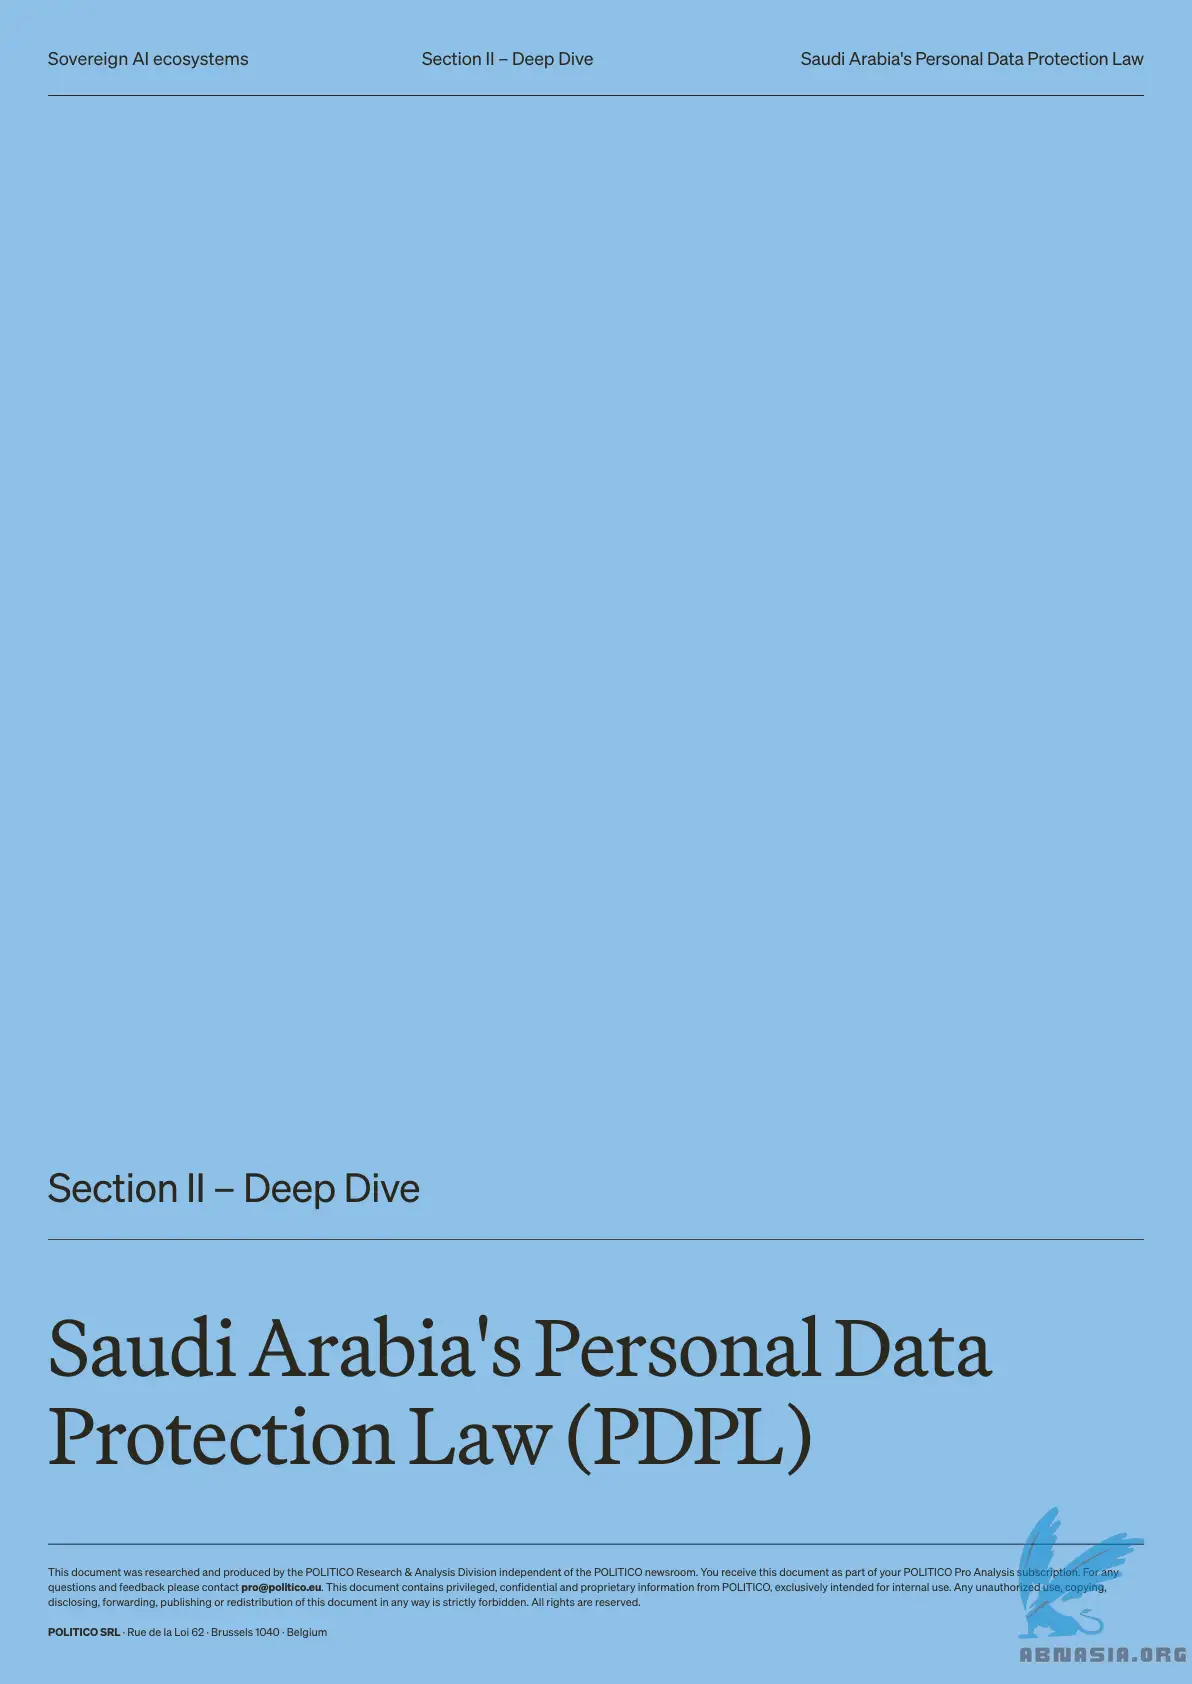 Sovereign AI ecosystems
Section II – Deep Dive
Saudi Arabia's Personal Data Protection Law
Section II – Deep Dive
Saudi Arabia's Personal Data
Protection Law (PDPL)
This document was researched and produced by the POLITICO Research & Analysis Division independent of the POLITICO newsroom. You receive this document as part of your POLITICO Pro Analysis subscription. For any
questions and feedback please contact pro@politico.eu. This document contains privileged, confidential and proprietary information from POLITICO, exclusively intended for internal use. Any unauthorized use, copying,
disclosing, forwarding, publishing or redistribution of this document in any way is strictly forbidden. All rights are reserved.
POLITICO SRL · Rue de la Loi 62 · Brussels 1040 · Belgium
ABNASIA.ORG